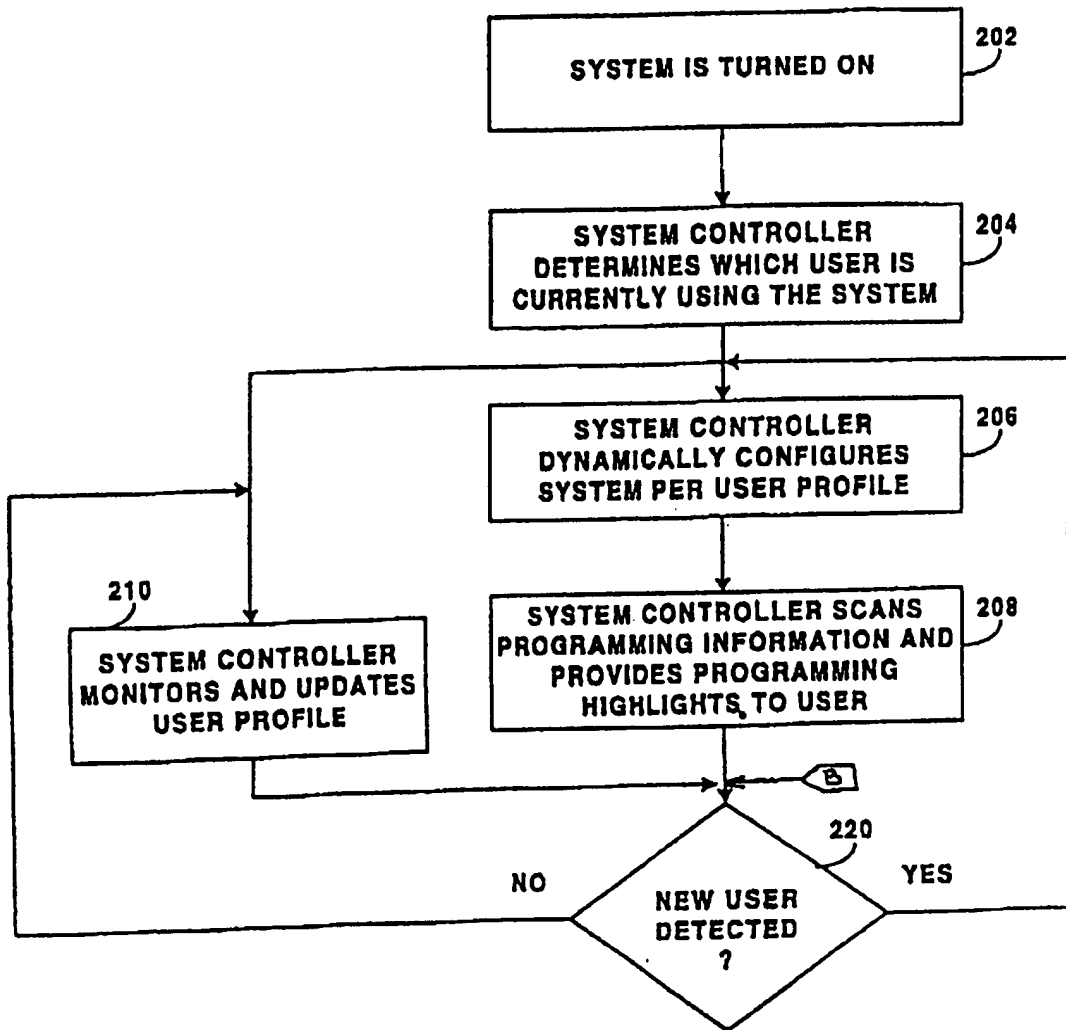 202
SYSTEM IS TURNED ON
204
SYSTEM CONTROLLER
DETERMINES WHICH USER IS
CURRENTLY USING THE SYSTEM
206
SYSTEM CONTROLLER
DYNAMICALLY CONFIGURES
SYSTEM PER USER PROFILE
208
SYSTEM CONTROLLER SCANS
PROGRAMMING INFORMATION AND
PROVIDES PROGRAMMING
HIGHLIGHTS TO USER
210
SYSTEM CONTROLLER
MONITORS AND UPDATES
USER PROFILE
B
220
NO
YES
NEW USER
DETECTED
?